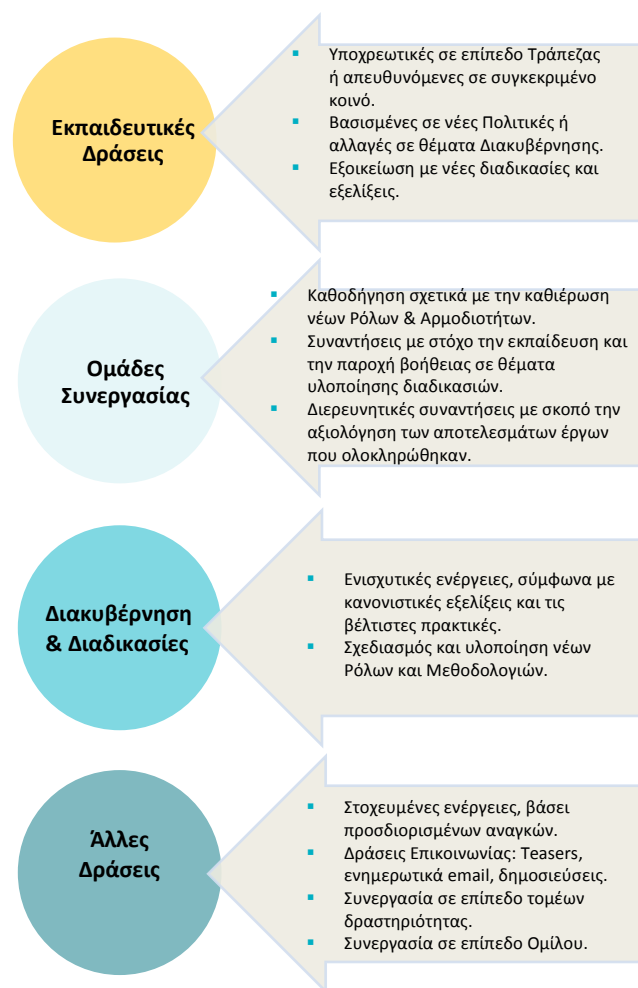 Εκπαιδευτικές
Δράσεις
▪ Υποχρεωτικές σε επίπεδο Τράπεζας
ή απευθυνόμενες σε συγκεκριμένο
κοινό.
▪ Βασισμένες σε νέες Πολιτικές ή
αλλαγές σε θέματα Διακυβέρνησης.
▪ Εξοικείωση με νέες διαδικασίες και
εξελίξεις.
Ομάδες
Συνεργασίας
▪ Καθοδήγηση σχετικά με την καθιέρωση
νέων Ρόλων & Αρμοδιοτήτων.
▪ Συναντήσεις με στόχο την εκπαίδευση και
την παροχή βοήθειας σε θέματα
υλοποίησης διαδικασιών.
▪ Διερευνητικές συναντήσεις με σκοπό την
αξιολόγηση των αποτελεσμάτων έργων
που ολοκληρώθηκαν.
Διακυβέρνηση
& Διαδικασίες
▪ Ενισχυτικές ενέργειες, σύμφωνα με
κανονιστικές εξελίξεις και τις
βέλτιστες πρακτικές.
▪ Σχεδιασμός και υλοποίηση νέων
Ρόλων και Μεθοδολογιών.
Άλλες
Δράσεις
▪ Στοχευμένες ενέργειες, βάσει
προσδιορισμένων αναγκών.
▪ Δράσεις Επικοινωνίας: Teasers,
ενημερωτικά email, δημοσιεύσεις.
▪ Συνεργασία σε επίπεδο τομέων
δραστηριότητας.
▪ Συνεργασία σε επίπεδο Ομίλου.